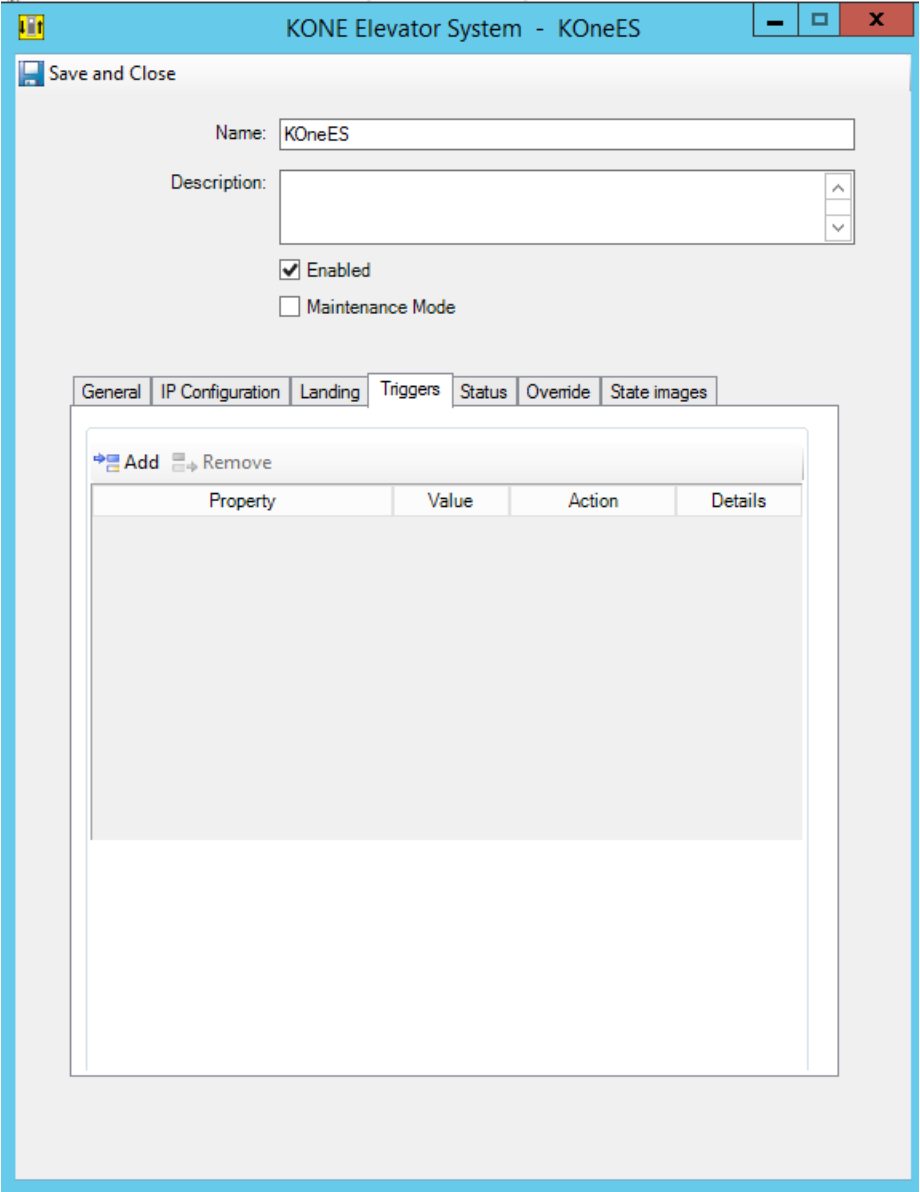 KONE Elevator System - KOneES
Save and Close
Name: KOneES
Description:
Enabled
Maintenance Mode
General IP Configuration Landing Triggers Status Override State images
Add Remove
Property Value Action Details